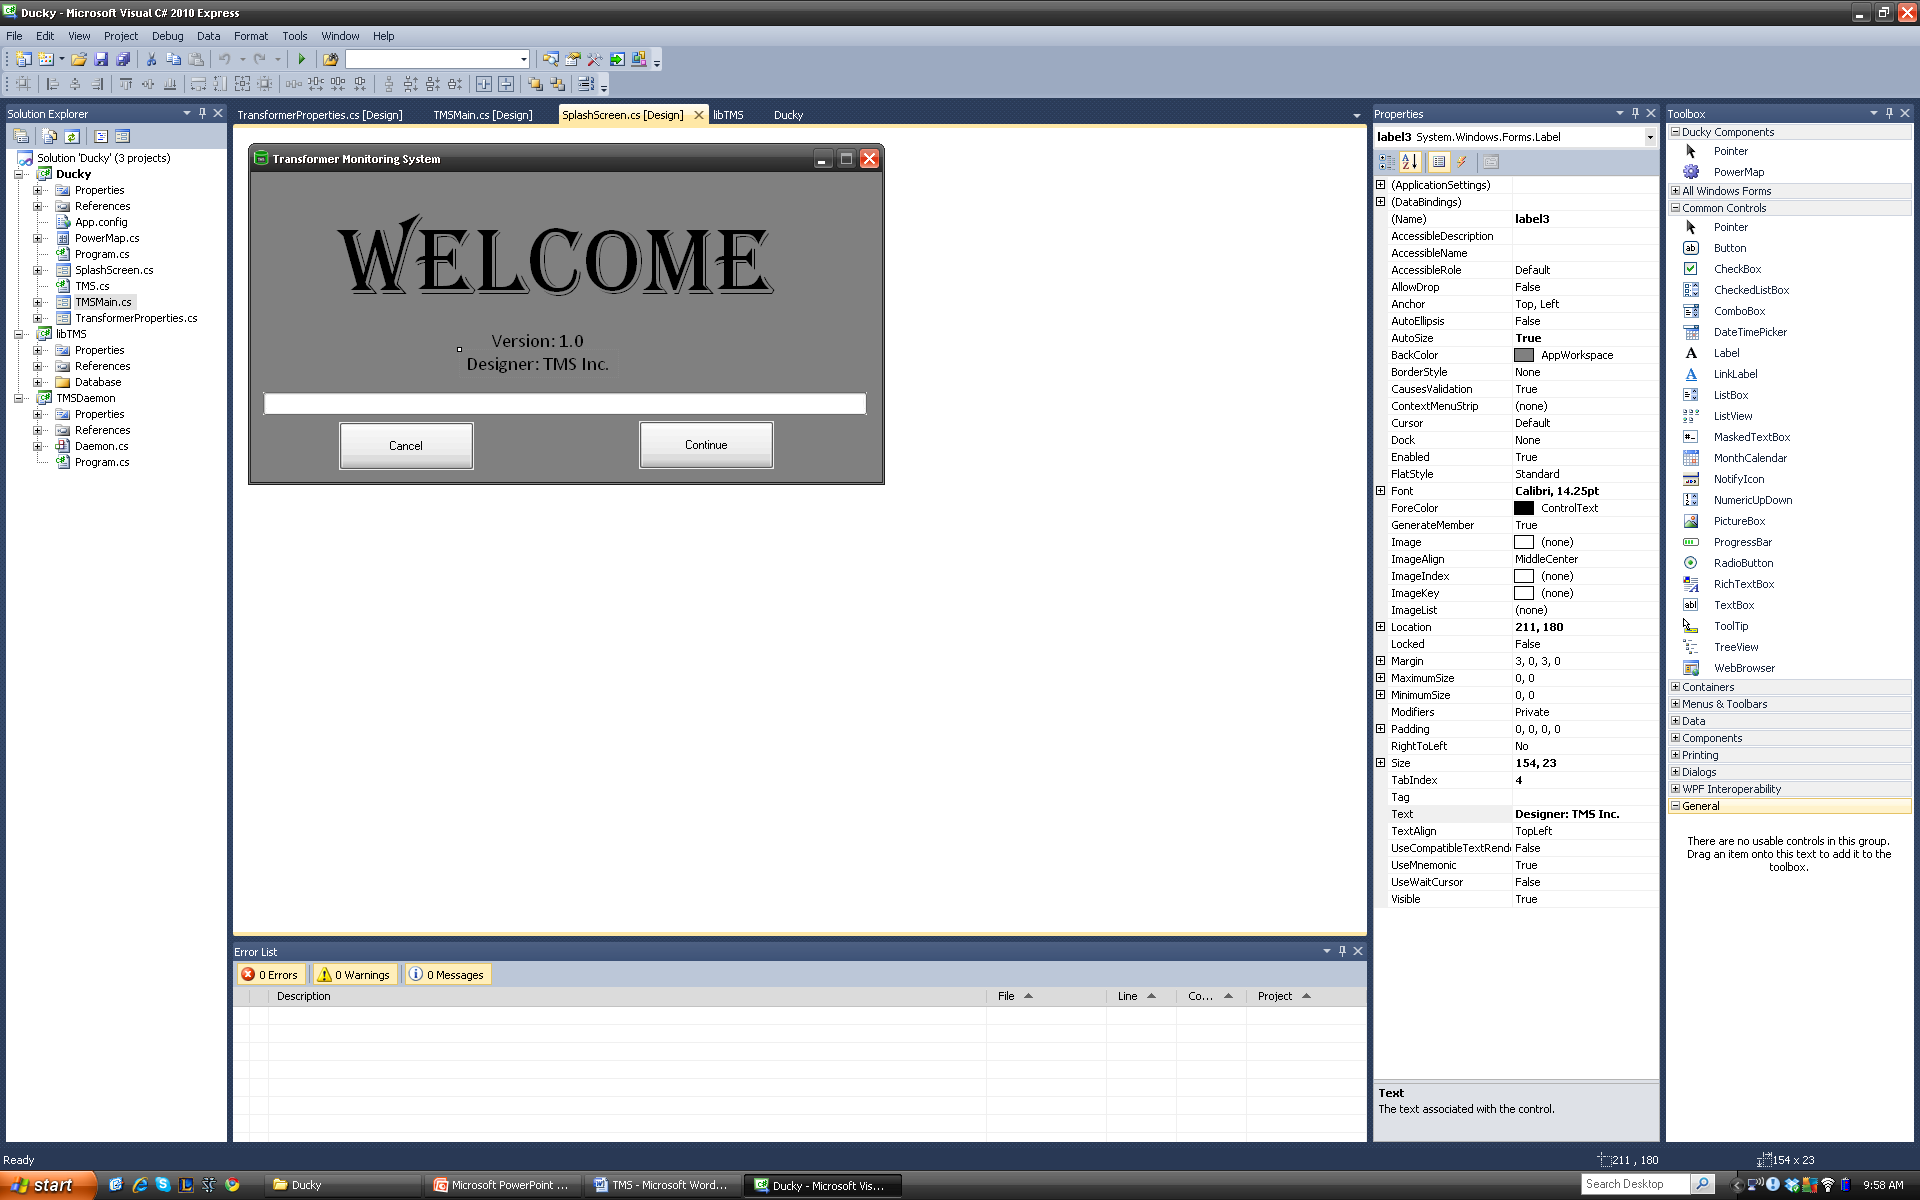 Ducky - Microsoft Visual C# 2010 Express
File Edit View Project Debug Data Format Tools Window Help
Solution Explorer
Solution 'Ducky' (3 projects)
Ducky
Properties
References
App.config
PowerMap.cs
Program.cs
SplashScreen.cs
TMS.cs
TMSMain.cs
TransformerProperties.cs
libTMS
Properties
References
Database
TMSDaemon
Properties
References
Daemon.cs
Program.cs
TransformerProperties.cs [Design] TMSMain.cs [Design] SplashScreen.cs [Design] libTMS Ducky
Transformer Monitoring System
WELCOME
Version: 1.0
Designer: TMS Inc.
Cancel Continue
Error List
0 Errors 0 Warnings 0 Messages
Description File Line Co... Project
Properties
label3 System.Windows.Forms.Label
(ApplicationSettings)
(DataBindings)
(Name) label3
AccessibleDescription
AccessibleName
AccessibleRole Default
AllowDrop False
Anchor Top, Left
AutoEllipsis False
AutoSize True
BackColor AppWorkspace
BorderStyle None
CausesValidation True
ContextMenuStrip (none)
Cursor Default
Dock None
Enabled True
FlatStyle Standard
Font Calibri, 14.25pt
ForeColor ControlText
GenerateMember True
Image (none)
ImageAlign MiddleCenter
ImageIndex (none)
ImageKey (none)
ImageList (none)
Location 211, 180
Locked False
Margin 3, 0, 3, 0
MaximumSize 0, 0
MinimumSize 0, 0
Modifiers Private
Padding 0, 0, 0, 0
RightToLeft No
Size 154, 23
TabIndex 4
Tag
Text Designer: TMS Inc.
TextAlign TopLeft
UseCompatibleTextRende False
UseMnemonic True
UseWaitCursor False
Visible True
Text
The text associated with the control.
Toolbox
Ducky Components
Pointer
PowerMap
All Windows Forms
Common Controls
Pointer
Button
CheckBox
CheckedListBox
ComboBox
DateTimePicker
Label
LinkLabel
ListBox
ListView
MaskedTextBox
MonthCalendar
NotifyIcon
NumericUpDown
PictureBox
ProgressBar
RadioButton
RichTextBox
TextBox
ToolTip
TreeView
WebBrowser
Containers
Menus & Toolbars
Data
Components
Printing
Dialogs
WPF Interoperability
General
There are no usable controls in this group.
Drag an item onto this text to add it to the
toolbox.
Ready 211 , 180 154 x 23
start Ducky Microsoft PowerPoint ... TMS - Microsoft Word... Ducky - Microsoft Vis... Search Desktop 9:58 AM